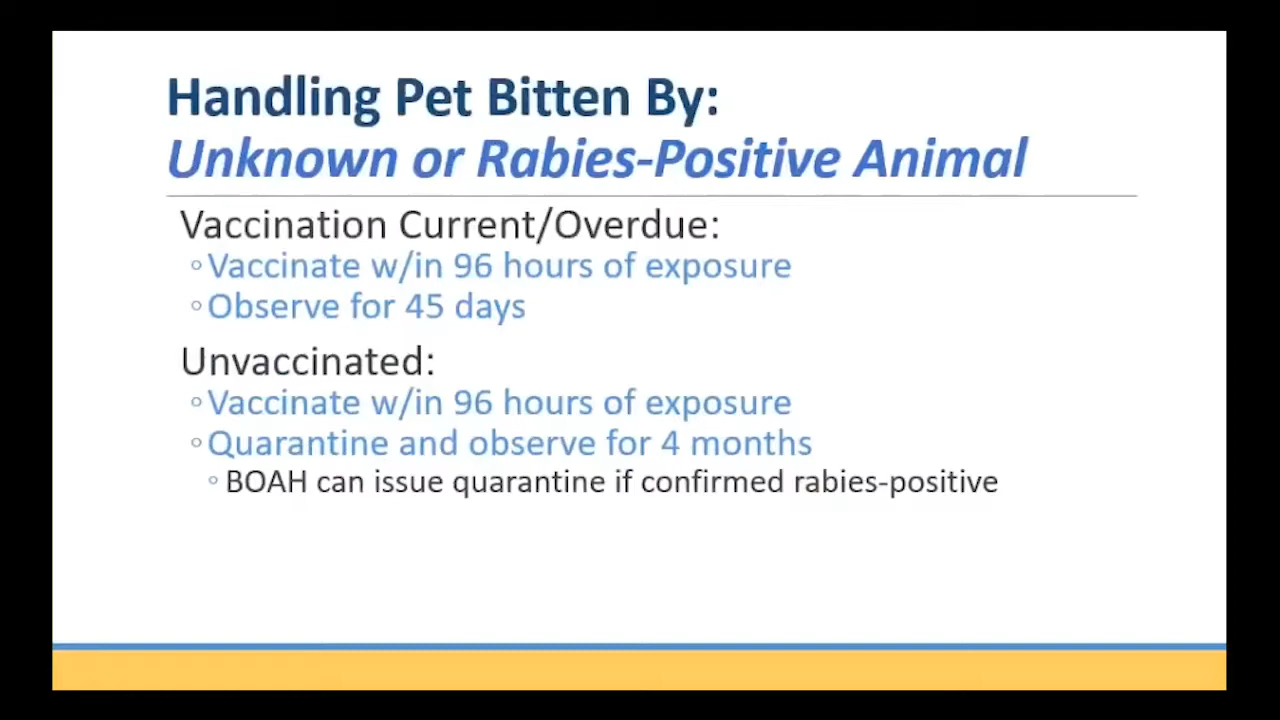 Handling Pet Bitten By:
Unknown or Rabies-Positive Animal
Vaccination Current/Overdue:
◦Vaccinate w/in 96 hours of exposure
◦Observe for 45 days
Unvaccinated:
◦Vaccinate w/in 96 hours of exposure
◦Quarantine and observe for 4 months
◦BOAH can issue quarantine if confirmed rabies-positive